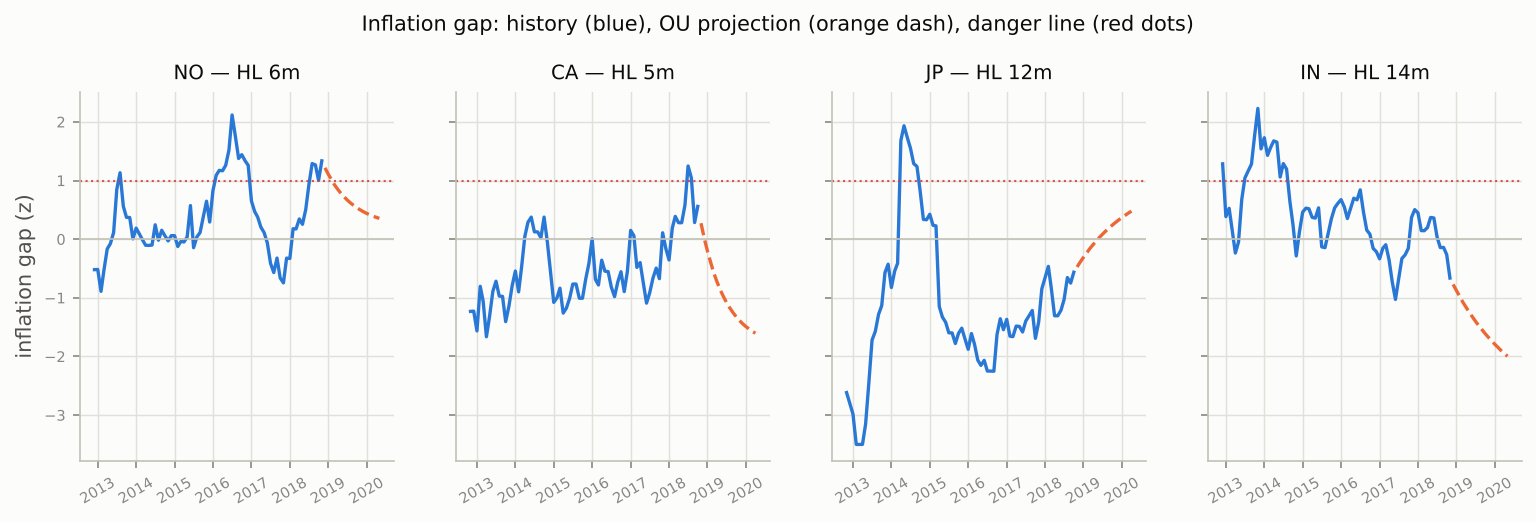 Inflation gap: history (blue), OU projection (orange dash), danger line (red dots)
NO — HL 6m
CA — HL 5m
JP — HL 12m
IN — HL 14m
inflation gap (z)
2
1
0
−1
−2
−3
2013 2014 2015 2016 2017 2018 2019 2020
2013 2014 2015 2016 2017 2018 2019 2020
2013 2014 2015 2016 2017 2018 2019 2020
2013 2014 2015 2016 2017 2018 2019 2020